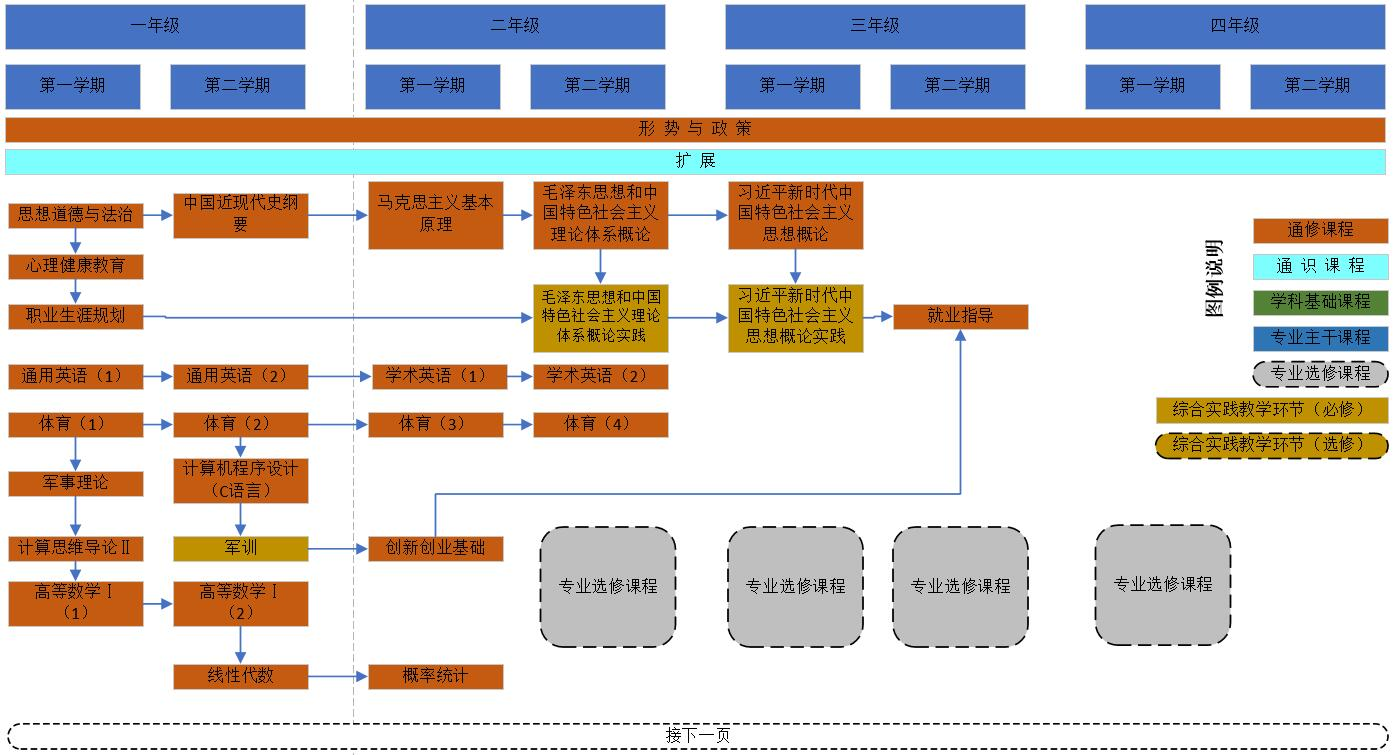 一年级
二年级
三年级
四年级
第一学期
第二学期
第一学期
第二学期
第一学期
第二学期
第一学期
第二学期
形 势 与 政 策
扩 展
思想道德与法治
中国近现代史纲
要
马克思主义基本
原理
毛泽东思想和中
国特色社会主义
理论体系概论
习近平新时代中
国特色社会主义
思想概论
心理健康教育
职业生涯规划
毛泽东思想和中国
特色社会主义理论
体系概论实践
习近平新时代中
国特色社会主义
思想概论实践
就业指导
通用英语（1）
通用英语（2）
学术英语（1）
学术英语（2）
体育（1）
体育（2）
体育（3）
体育（4）
军事理论
计算机程序设计
（C语言）
计算思维导论Ⅱ
军训
创新创业基础
高等数学Ⅰ
（1）
高等数学Ⅰ
（2）
线性代数
概率统计
专业选修课程
专业选修课程
专业选修课程
专业选修课程
图例说明
通修课程
通 识 课 程
学科基础课程
专业主干课程
专业选修课程
综合实践教学环节（必修）
综合实践教学环节（选修）
接下一页